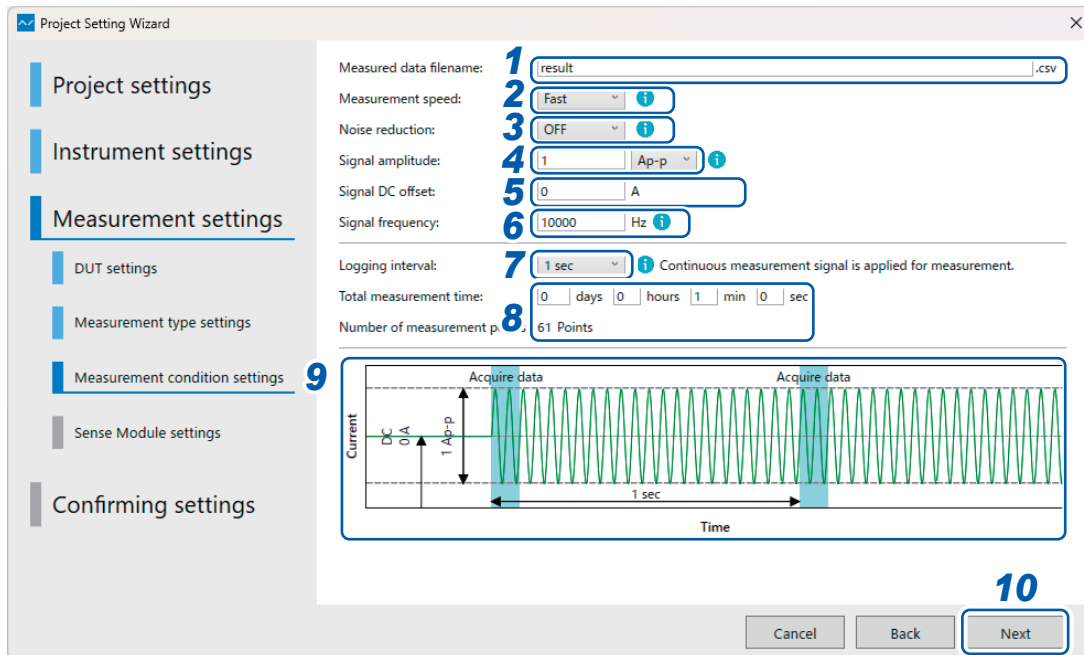 Project Setting Wizard
Project settings
Instrument settings
Measurement settings
DUT settings
Measurement type settings
Measurement condition settings
Sense Module settings
Confirming settings
Measured data filename: 1 result .csv
Measurement speed: 2 Fast
Noise reduction: 3 OFF
Signal amplitude: 4 1 Ap-p
Signal DC offset: 5 0 A
Signal frequency: 6 10000 Hz
Logging interval: 7 1 sec Continuous measurement signal is applied for measurement.
Total measurement time: 0 days 0 hours 1 min 0 sec
8
Number of measurement 61 Points
9
Acquire data Acquire data
Current
DC
0 A
1 Ap-p
1 sec
Time
10
Cancel Back Next